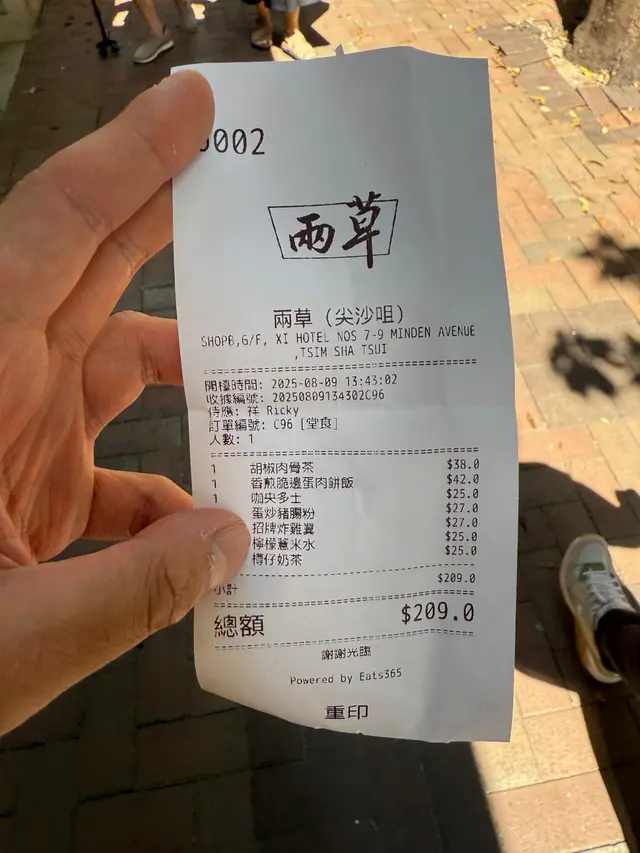 0002
兩草
兩草 (尖沙咀)
SHOPB,G/F, XI HOTEL NOS 7-9 MINDEN AVENUE
,TSIM SHA TSUI
開檯時間: 2025-08-09 13:43:02
收據編號: 20250809134302C96
侍應: 祥 Ricky
訂單編號: C96 [堂食]
人數: 1
1 胡椒肉骨茶 $38.0
1 香煎脆邊蛋肉餅飯 $42.0
1 咖央多士 $25.0
蛋炒豬腸粉 $27.0
招牌炸雞翼 $27.0
檸檬薏米水 $25.0
樽仔奶茶 $25.0
小計 $209.0
總額 $209.0
謝謝光臨
Powered by Eats365
重印